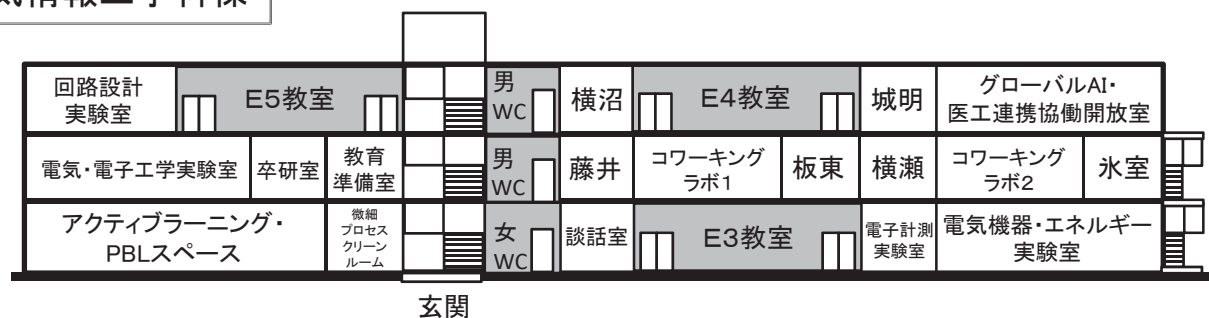 気情報工学科棟
回路設計
実験室
E5教室
男
WC
横沼
E4教室
城明
グローバルAI・
医工連携協働開放室
電気・電子工学実験室
卒研室
教育
準備室
男
WC
藤井
コワーキング
ラボ1
板東
横瀬
コワーキング
ラボ2
氷室
アクティブラーニング・
PBLスペース
微細
プロセス
クリーン
ルーム
女
WC
談話室
E3教室
電子計測
実験室
電気機器・エネルギー
実験室
玄関